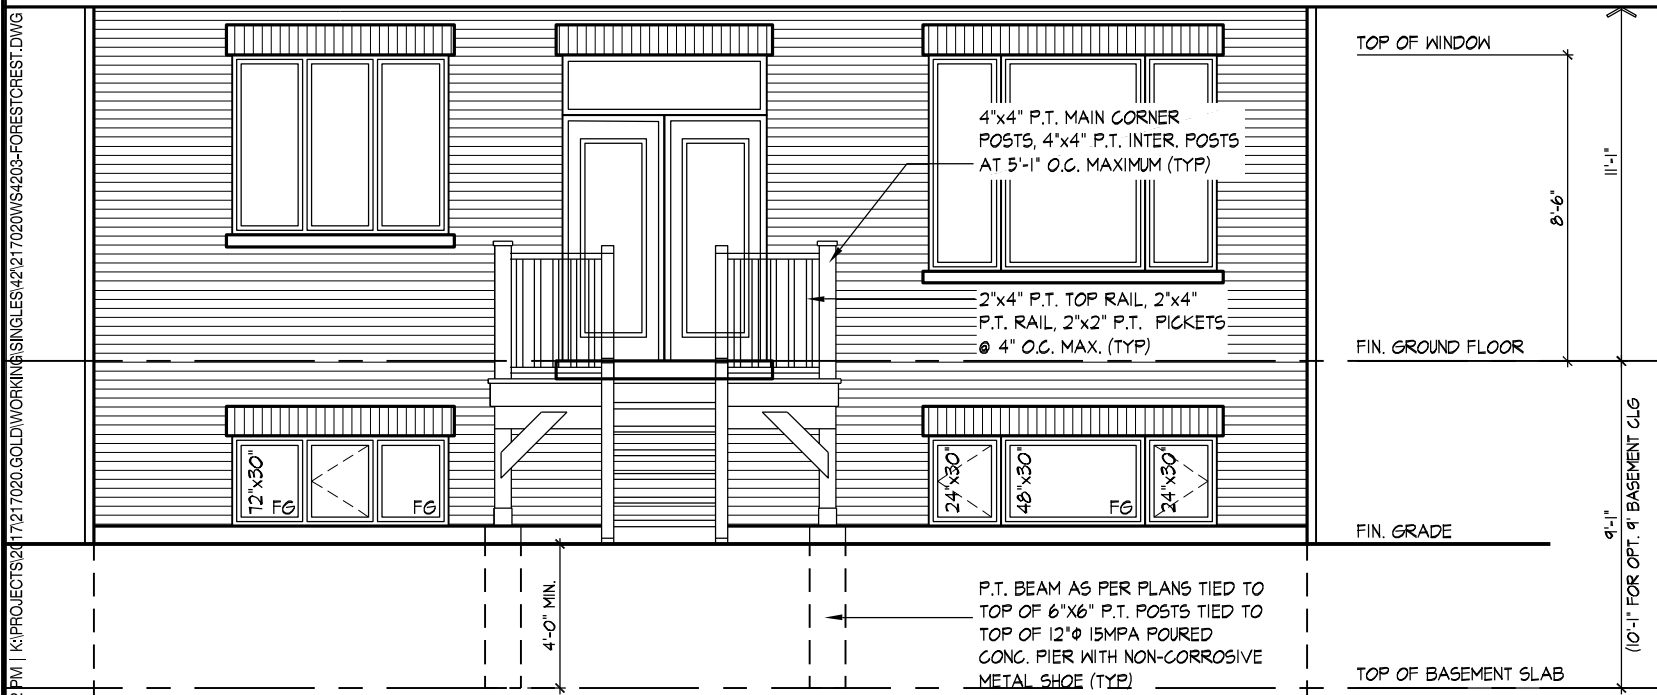 2 PM | K:\PROJECTS\2017\217020.GOLD\WORKING\SINGLES\42\217020WS4203-FORESTCREST.DWG
TOP OF WINDOW
4"x4" P.T. MAIN CORNER
POSTS, 4"x4" P.T. INTER. POSTS
AT 5'-1" O.C. MAXIMUM (TYP)
11'-1"
8'-6"
2"x4" P.T. TOP RAIL, 2"x4"
P.T. RAIL, 2"x2" P.T. PICKETS
@ 4" O.C. MAX. (TYP)
FIN. GROUND FLOOR
72"x30"
FG
FG
24"x30"
48"x30"
FG
24"x30"
9'-1"
(10'-1" FOR OPT. 9' BASEMENT CLG
FIN. GRADE
4'-0" MIN.
P.T. BEAM AS PER PLANS TIED TO
TOP OF 6"X6" P.T. POSTS TIED TO
TOP OF 12"Φ 15MPA POURED
CONC. PIER WITH NON-CORROSIVE
METAL SHOE (TYP)
TOP OF BASEMENT SLAB